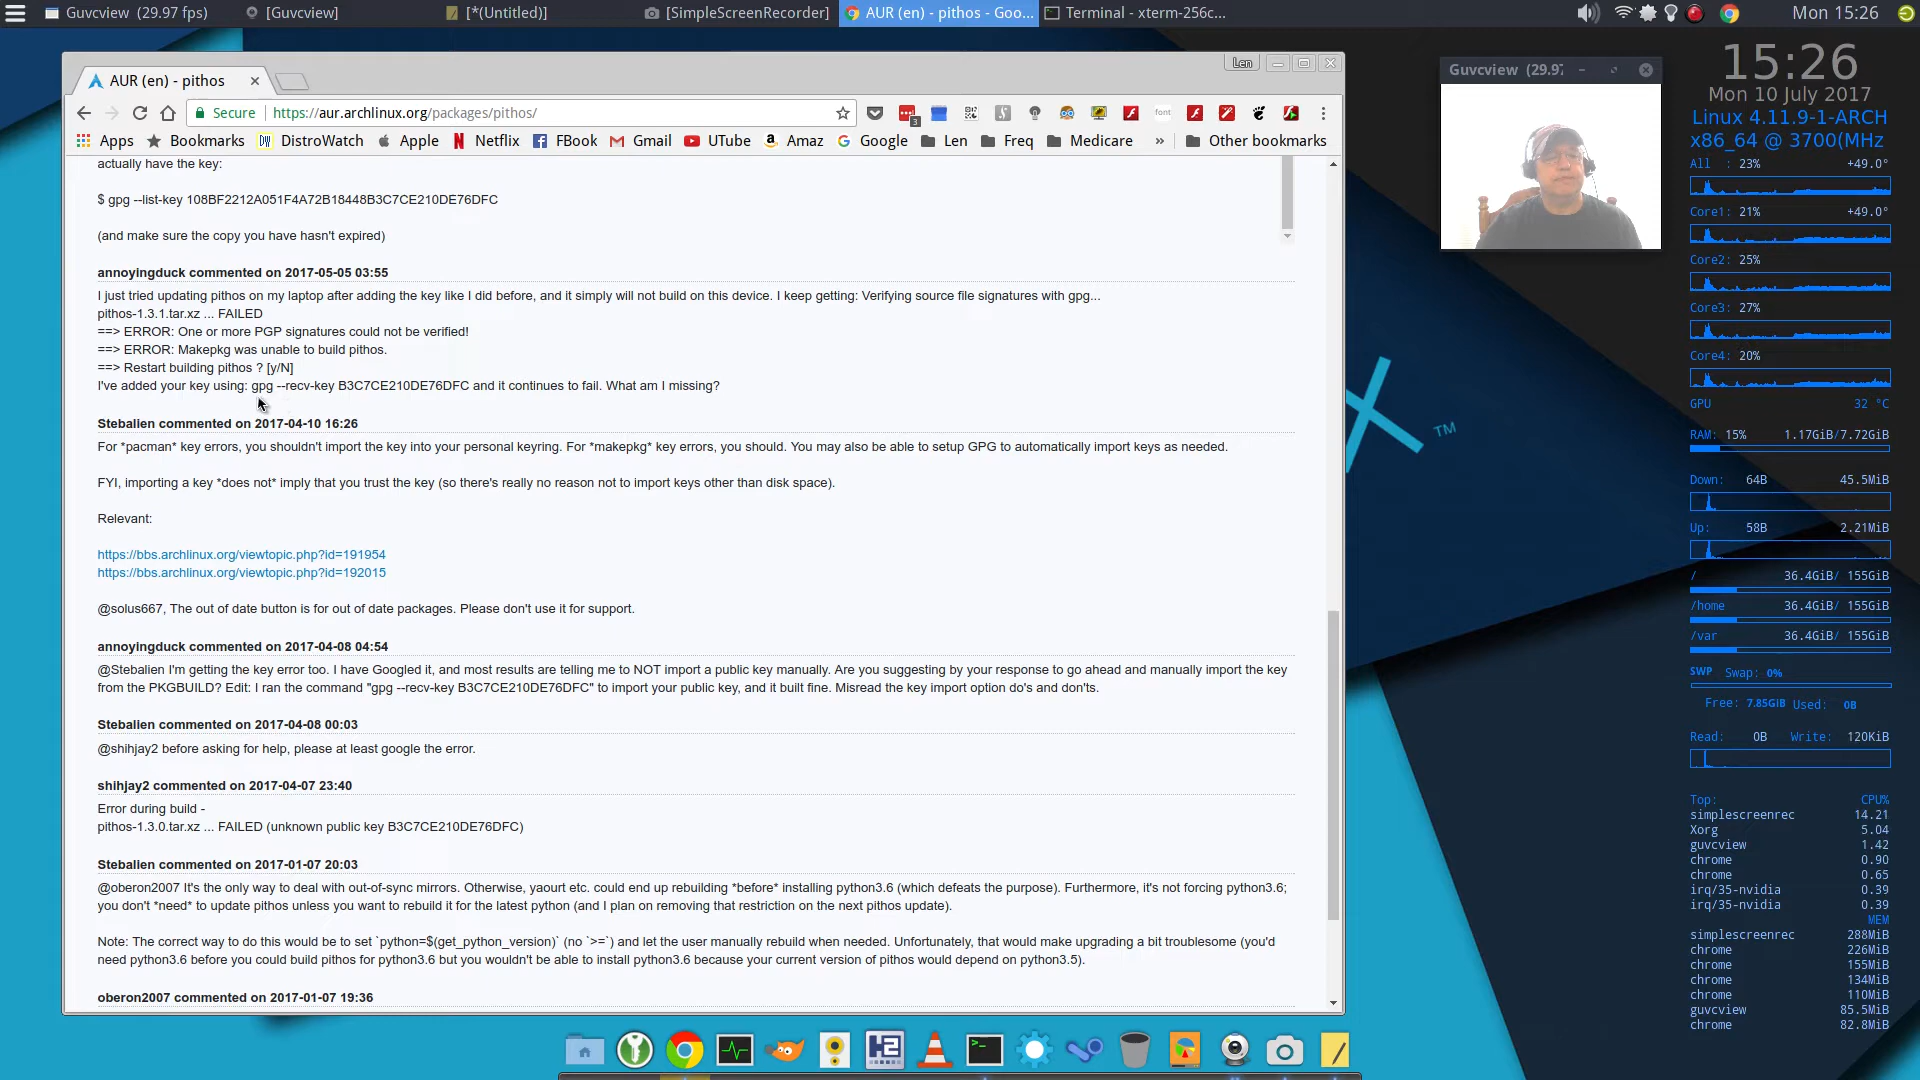 Guvcview (29.97 fps)
[Guvcview]
[*(Untitled)]
[SimpleScreenRecorder]
AUR (en) - pithos - Goo...
Terminal - xterm-256c...
Mon 15:26
Len
AUR (en) - pithos
Secure
https://aur.archlinux.org/packages/pithos/
3
font
Apps
Bookmarks
DistroWatch
Apple
Netflix
FBook
Gmail
UTube
Amaz
Google
Len
Freq
Medicare
»
Other bookmarks
actually have the key:
$ gpg --list-key 108BF2212A051F4A72B18448B3C7CE210DE76DFC
(and make sure the copy you have hasn't expired)
annoyingduck commented on 2017-05-05 03:55
I just tried updating pithos on my laptop after adding the key like I did before, and it simply will not build on this device. I keep getting: Verifying source file signatures with gpg...
pithos-1.3.1.tar.xz ... FAILED
==> ERROR: One or more PGP signatures could not be verified!
==> ERROR: Makepkg was unable to build pithos.
==> Restart building pithos ? [y/N]
I've added your key using: gpg --recv-key B3C7CE210DE76DFC and it continues to fail. What am I missing?
Stebalien commented on 2017-04-10 16:26
For *pacman* key errors, you shouldn't import the key into your personal keyring. For *makepkg* key errors, you should. You may also be able to setup GPG to automatically import keys as needed.
FYI, importing a key *does not* imply that you trust the key (so there's really no reason not to import keys other than disk space).
Relevant:
https://bbs.archlinux.org/viewtopic.php?id=191954
https://bbs.archlinux.org/viewtopic.php?id=192015
@solus667, The out of date button is for out of date packages. Please don't use it for support.
annoyingduck commented on 2017-04-08 04:54
@Stebalien I'm getting the key error too. I have Googled it, and most results are telling me to NOT import a public key manually. Are you suggesting by your response to go ahead and manually import the key
from the PKGBUILD? Edit: I ran the command "gpg --recv-key B3C7CE210DE76DFC" to import your public key, and it built fine. Misread the key import option do's and don'ts.
Stebalien commented on 2017-04-08 00:03
@shihjay2 before asking for help, please at least google the error.
shihjay2 commented on 2017-04-07 23:40
Error during build -
pithos-1.3.0.tar.xz ... FAILED (unknown public key B3C7CE210DE76DFC)
Stebalien commented on 2017-01-07 20:03
@oberon2007 It's the only way to deal with out-of-sync mirrors. Otherwise, yaourt etc. could end up rebuilding *before* installing python3.6 (which defeats the purpose). Furthermore, it's not forcing python3.6;
you don't *need* to update pithos unless you want to rebuild it for the latest python (and I plan on removing that restriction on the next pithos update).
Note: The correct way to do this would be to set `python=$(get_python_version)` (no `>=`) and let the user manually rebuild when needed. Unfortunately, that would make upgrading a bit troublesome (you'd
need python3.6 before you could build pithos for python3.6 but you wouldn't be able to install python3.6 because your current version of pithos would depend on python3.5).
oberon2007 commented on 2017-01-07 19:36
Guvcview (29.97
15:26
Mon 10 July 2017
Linux 4.11.9-1-ARCH
x86_64 @ 3700(MHz
All : 23% +49.0°
Core1: 21% +49.0°
Core2: 25%
Core3: 27%
Core4: 20%
GPU 32 °C
RAM: 15% 1.17GiB/7.72GiB
Down: 64B 45.5MiB
Up: 58B 2.21MiB
/ 36.4GiB/ 155GiB
/home 36.4GiB/ 155GiB
/var 36.4GiB/ 155GiB
SWP Swap: 0%
Free: 7.85GiB Used: 0B
Read: 0B Write: 120KiB
Top: CPU%
simplescreenrec 14.21
Xorg 5.04
guvcview 1.42
chrome 0.90
chrome 0.65
irq/35-nvidia 0.39
irq/35-nvidia 0.39
MEM
simplescreenrec 288MiB
chrome 226MiB
chrome 155MiB
chrome 134MiB
chrome 110MiB
guvcview 85.5MiB
chrome 82.8MiB
X
TM
H2